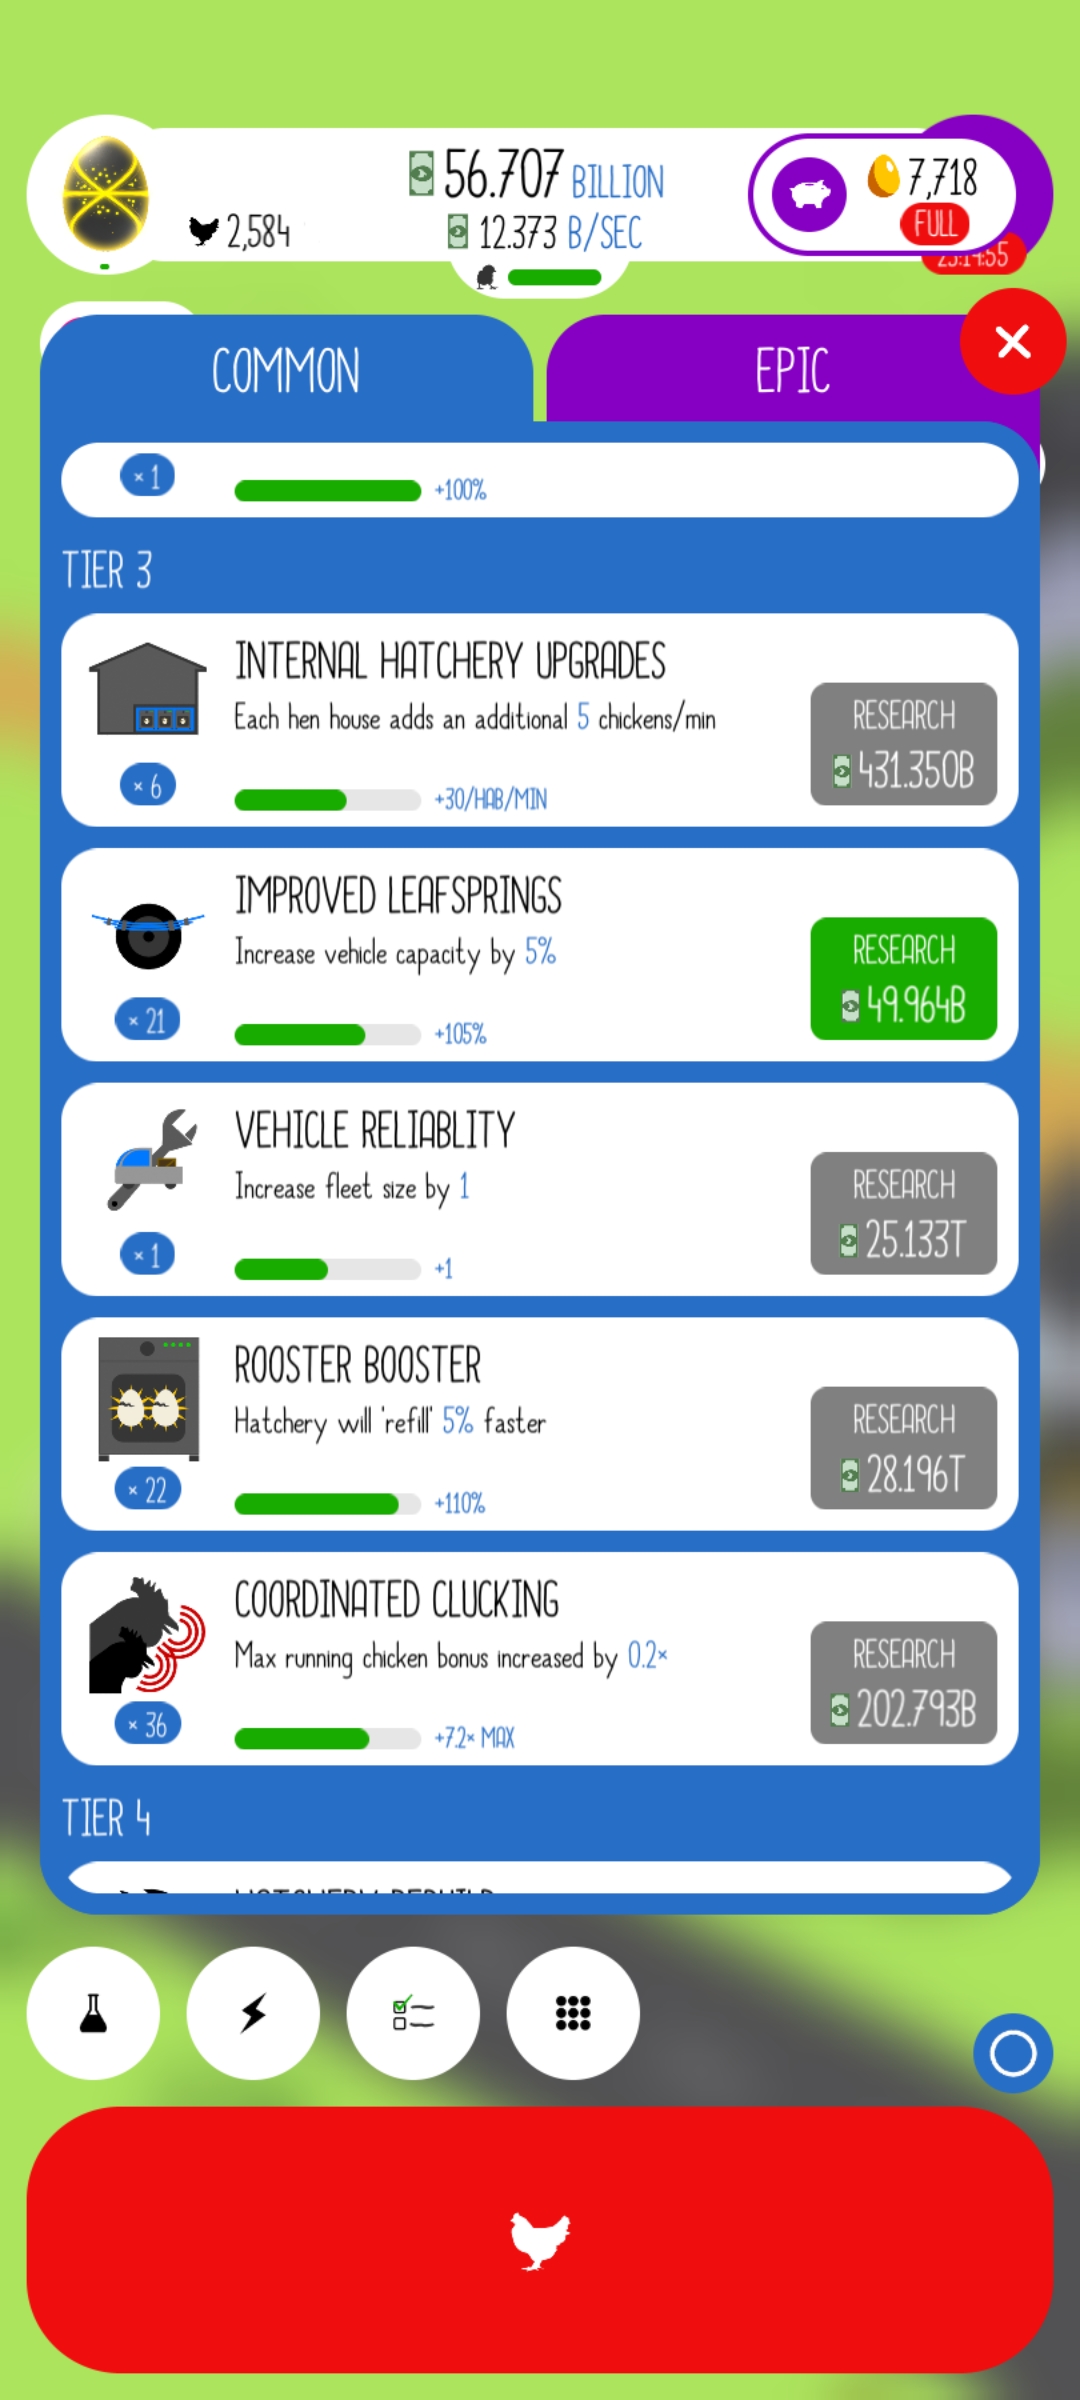 56.707 BILLION
2,584
12.373 B/SEC
7,718
FULL
COMMON
EPIC
× 1
+100%
TIER 3
INTERNAL HATCHERY UPGRADES
Each hen house adds an additional 5 chickens/min
RESEARCH
431.350B
× 6
+30/HAB/MIN
IMPROVED LEAFSPRINGS
Increase vehicle capacity by 5%
RESEARCH
49.964B
× 21
+105%
VEHICLE RELIABLITY
Increase fleet size by 1
RESEARCH
25.133T
× 1
+1
ROOSTER BOOSTER
Hatchery will 'refill' 5% faster
RESEARCH
28.196T
× 22
+110%
COORDINATED CLUCKING
Max running chicken bonus increased by 0.2×
RESEARCH
202.793B
× 36
+7.2× MAX
TIER 4